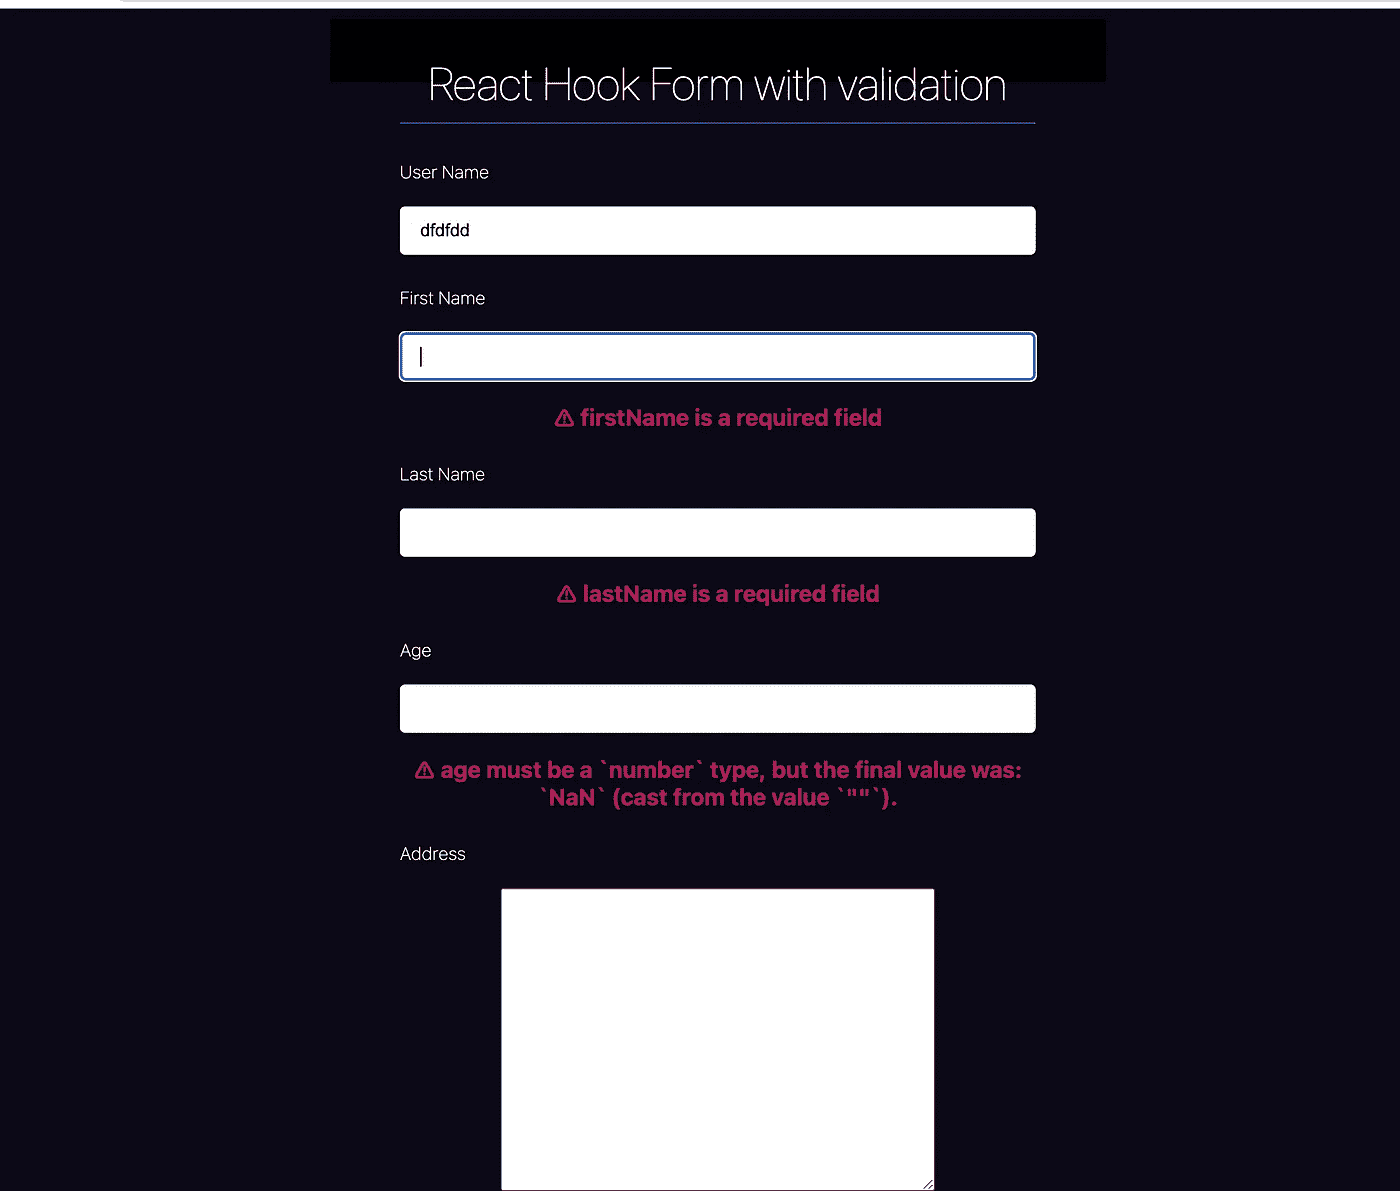 React Hook Form with validation
User Name
dfdfdd
First Name
⚠ firstName is a required field
Last Name
⚠ lastName is a required field
Age
⚠ age must be a `number` type, but the final value was:
`NaN` (cast from the value `""`).
Address